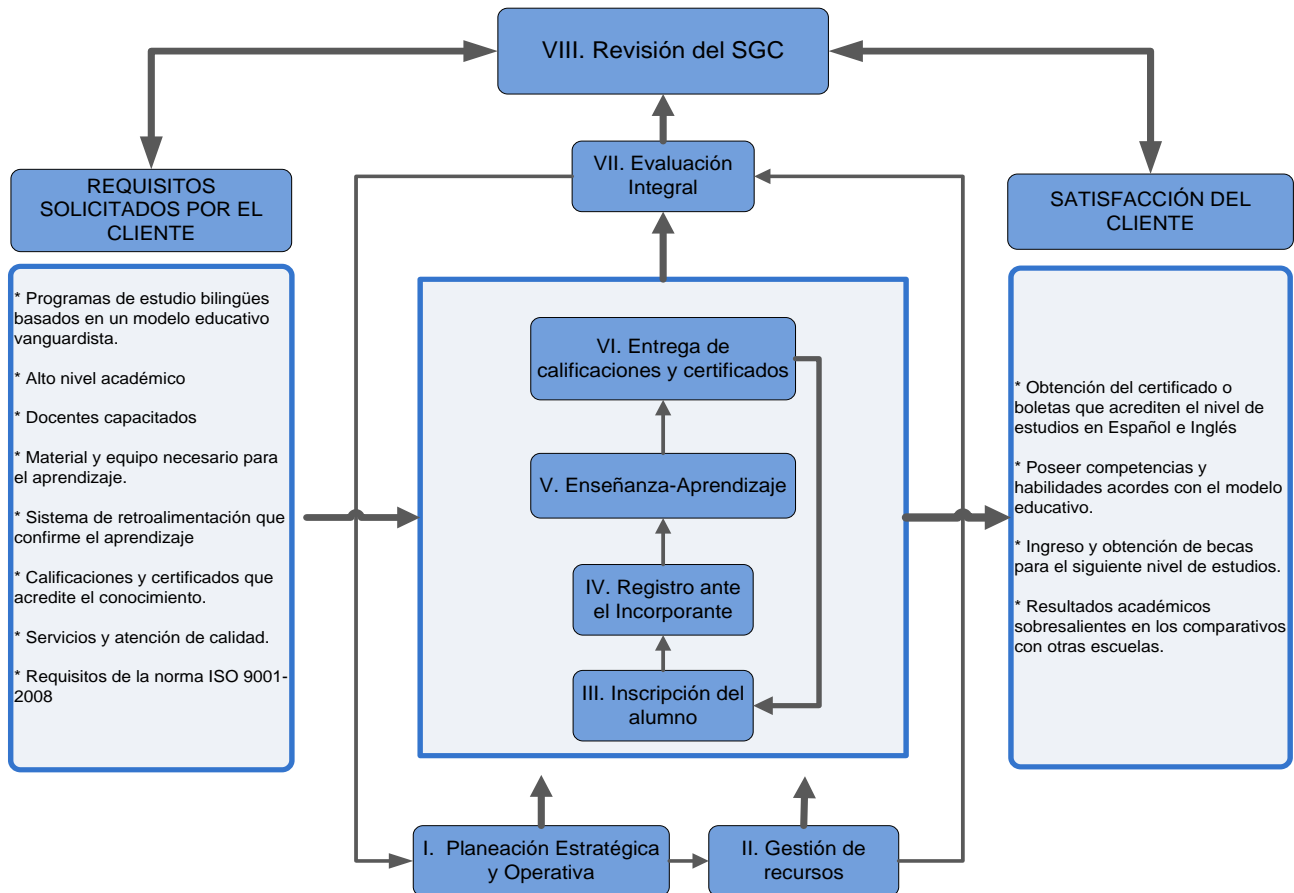 VIII. Revisión del SGC
VII. Evaluación
Integral
REQUISITOS
SOLICITADOS POR EL
CLIENTE
SATISFACCIÓN DEL
CLIENTE
* Programas de estudio bilingües
basados en un modelo educativo
vanguardista.
* Alto nivel académico
* Docentes capacitados
* Material y equipo necesario para
el aprendizaje.
* Sistema de retroalimentación que
confirme el aprendizaje
* Calificaciones y certificados que
acredite el conocimiento.
* Servicios y atención de calidad.
* Requisitos de la norma ISO 9001-
2008
VI. Entrega de
calificaciones y certificados
V. Enseñanza-Aprendizaje
IV. Registro ante
el Incorporante
III. Inscripción del
alumno
* Obtención del certificado o
boletas que acrediten el nivel de
estudios en Español e Inglés
* Poseer competencias y
habilidades acordes con el modelo
educativo.
* Ingreso y obtención de becas
para el siguiente nivel de estudios.
* Resultados académicos
sobresalientes en los comparativos
con otras escuelas.
I. Planeación Estratégica
y Operativa
II. Gestión de
recursos